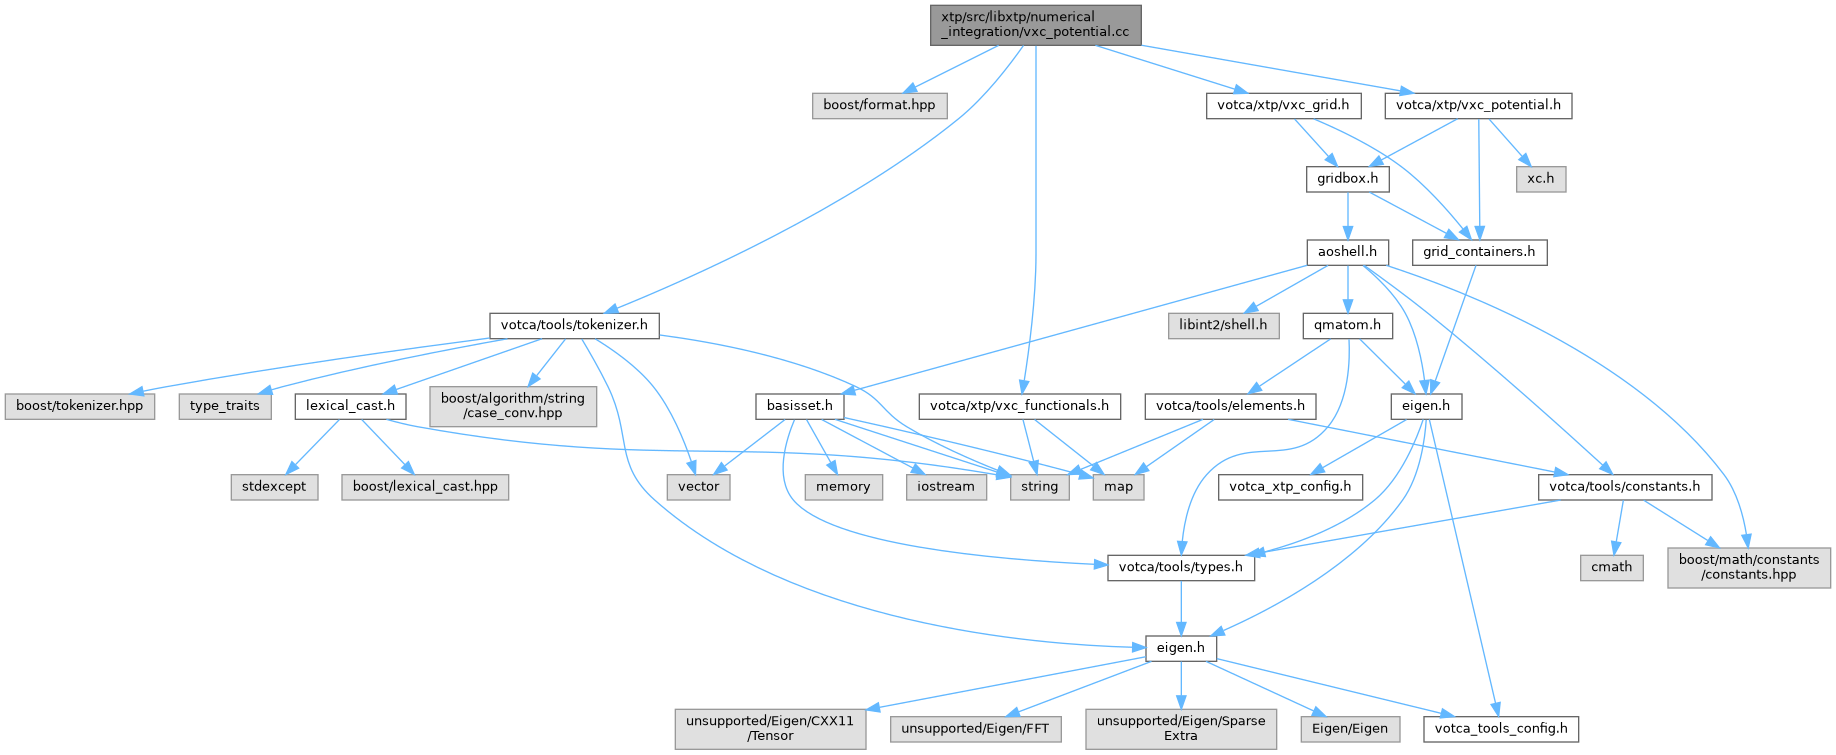 xtp/src/libxtp/numerical
_integration/vxc_potential.cc
boost/format.hpp
votca/xtp/vxc_grid.h
votca/xtp/vxc_potential.h
gridbox.h
xc.h
aoshell.h
grid_containers.h
votca/tools/tokenizer.h
libint2/shell.h
qmatom.h
boost/tokenizer.hpp
type_traits
lexical_cast.h
boost/algorithm/string
/case_conv.hpp
basisset.h
votca/xtp/vxc_functionals.h
votca/tools/elements.h
eigen.h
stdexcept
boost/lexical_cast.hpp
vector
memory
iostream
string
map
votca_xtp_config.h
votca/tools/constants.h
votca/tools/types.h
cmath
boost/math/constants
/constants.hpp
eigen.h
unsupported/Eigen/CXX11
/Tensor
unsupported/Eigen/FFT
unsupported/Eigen/Sparse
Extra
Eigen/Eigen
votca_tools_config.h